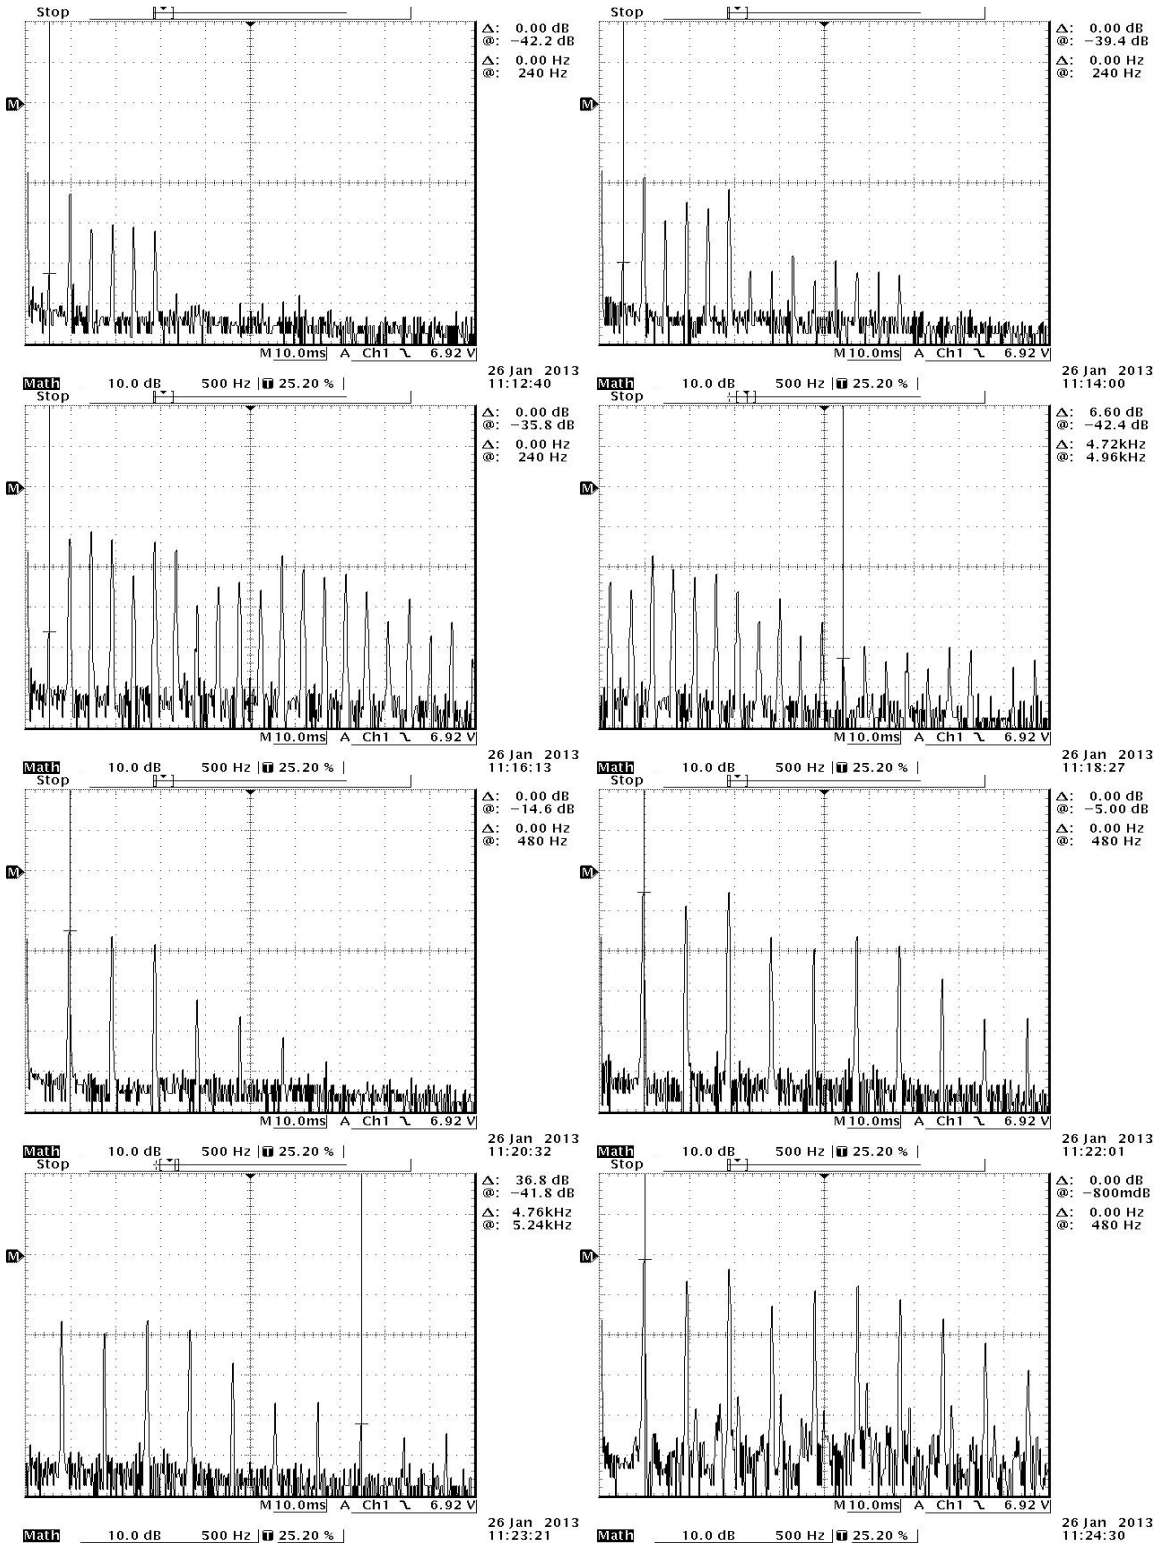 Stop
Δ: 0.00 dB
@: −42.2 dB
Δ: 0.00 Hz
@: 240 Hz
M
M 10.0ms A Ch1 6.92 V
26 Jan 2013
11:12:40
Math 10.0 dB 500 Hz T 25.20 %
Stop
Δ: 0.00 dB
@: −39.4 dB
Δ: 0.00 Hz
@: 240 Hz
M
M 10.0ms A Ch1 6.92 V
26 Jan 2013
11:14:00
Math 10.0 dB 500 Hz T 25.20 %
Stop
Δ: 0.00 dB
@: −35.8 dB
Δ: 0.00 Hz
@: 240 Hz
M
M 10.0ms A Ch1 6.92 V
26 Jan 2013
11:16:13
Math 10.0 dB 500 Hz T 25.20 %
Stop
Δ: 6.60 dB
@: −42.4 dB
Δ: 4.72kHz
@: 4.96kHz
M
M 10.0ms A Ch1 6.92 V
26 Jan 2013
11:18:27
Math 10.0 dB 500 Hz T 25.20 %
Stop
Δ: 0.00 dB
@: −14.6 dB
Δ: 0.00 Hz
@: 480 Hz
M
M 10.0ms A Ch1 6.92 V
26 Jan 2013
11:20:32
Math 10.0 dB 500 Hz T 25.20 %
Stop
Δ: 0.00 dB
@: −5.00 dB
Δ: 0.00 Hz
@: 480 Hz
M
M 10.0ms A Ch1 6.92 V
26 Jan 2013
11:22:01
Math 10.0 dB 500 Hz T 25.20 %
Stop
Δ: 36.8 dB
@: −41.8 dB
Δ: 4.76kHz
@: 5.24kHz
M
M 10.0ms A Ch1 6.92 V
26 Jan 2013
11:23:21
Math 10.0 dB 500 Hz T 25.20 %
Stop
Δ: 0.00 dB
@: −800mdB
Δ: 0.00 Hz
@: 480 Hz
M
M 10.0ms A Ch1 6.92 V
26 Jan 2013
11:24:30
Math 10.0 dB 500 Hz T 25.20 %